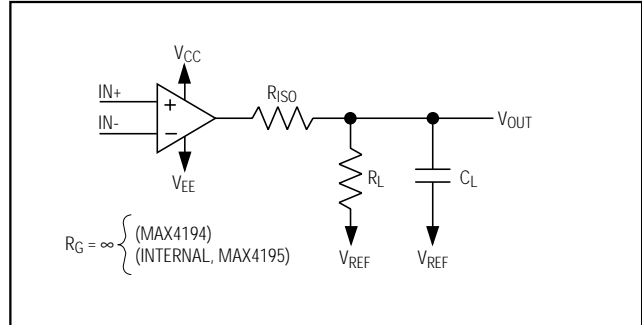 VCC
RISO
IN+
+
VOUT
IN-
−
VEE
RL
CL
RG = ∞ { (MAX4194)
(INTERNAL, MAX4195)
VREF
VREF